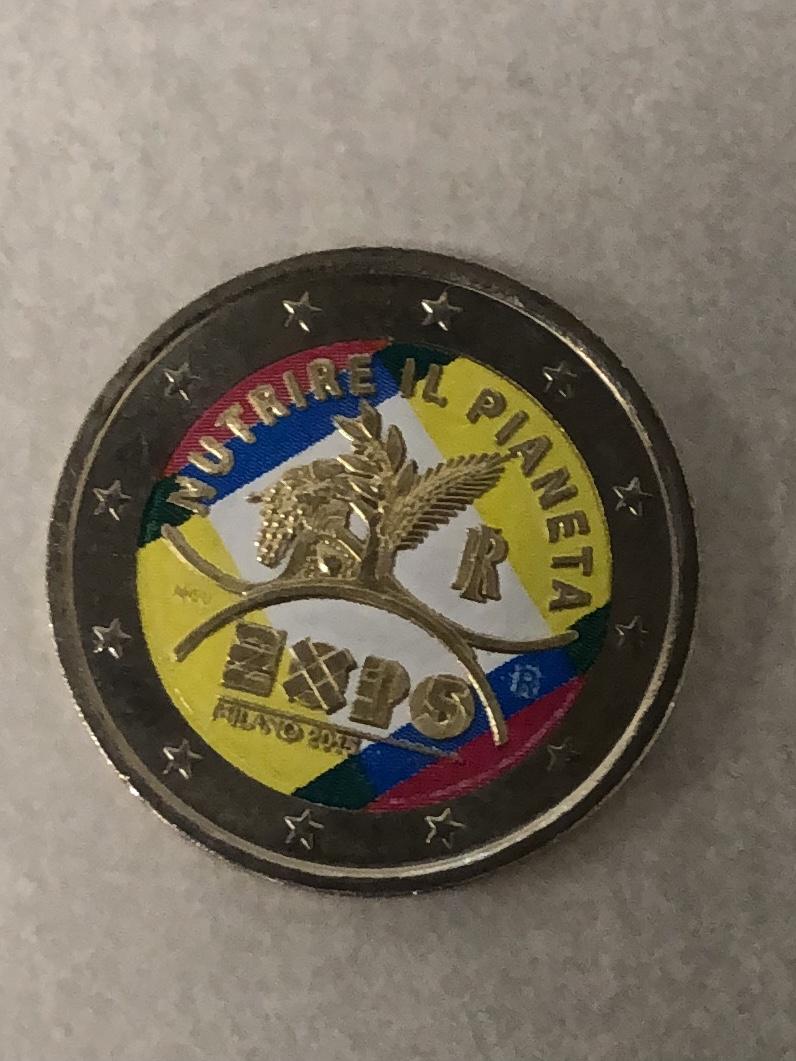 NUTRIRE IL PIANETA
R
EXPO
MILANO 2015
R